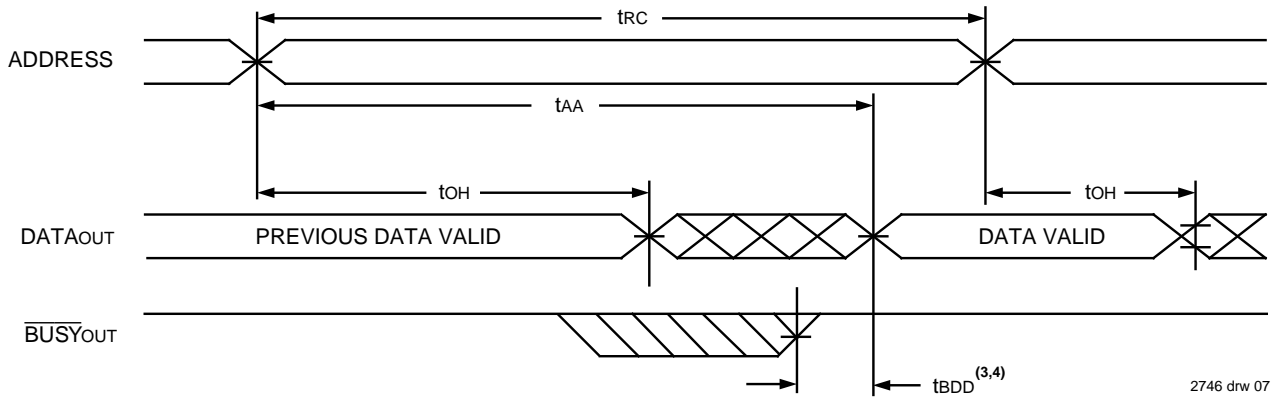 tRC
ADDRESS
tAA
tOH
tOH
DATAOUT
PREVIOUS DATA VALID
DATA VALID
BUSYOUT
tBDD (3,4)
2746 drw 07